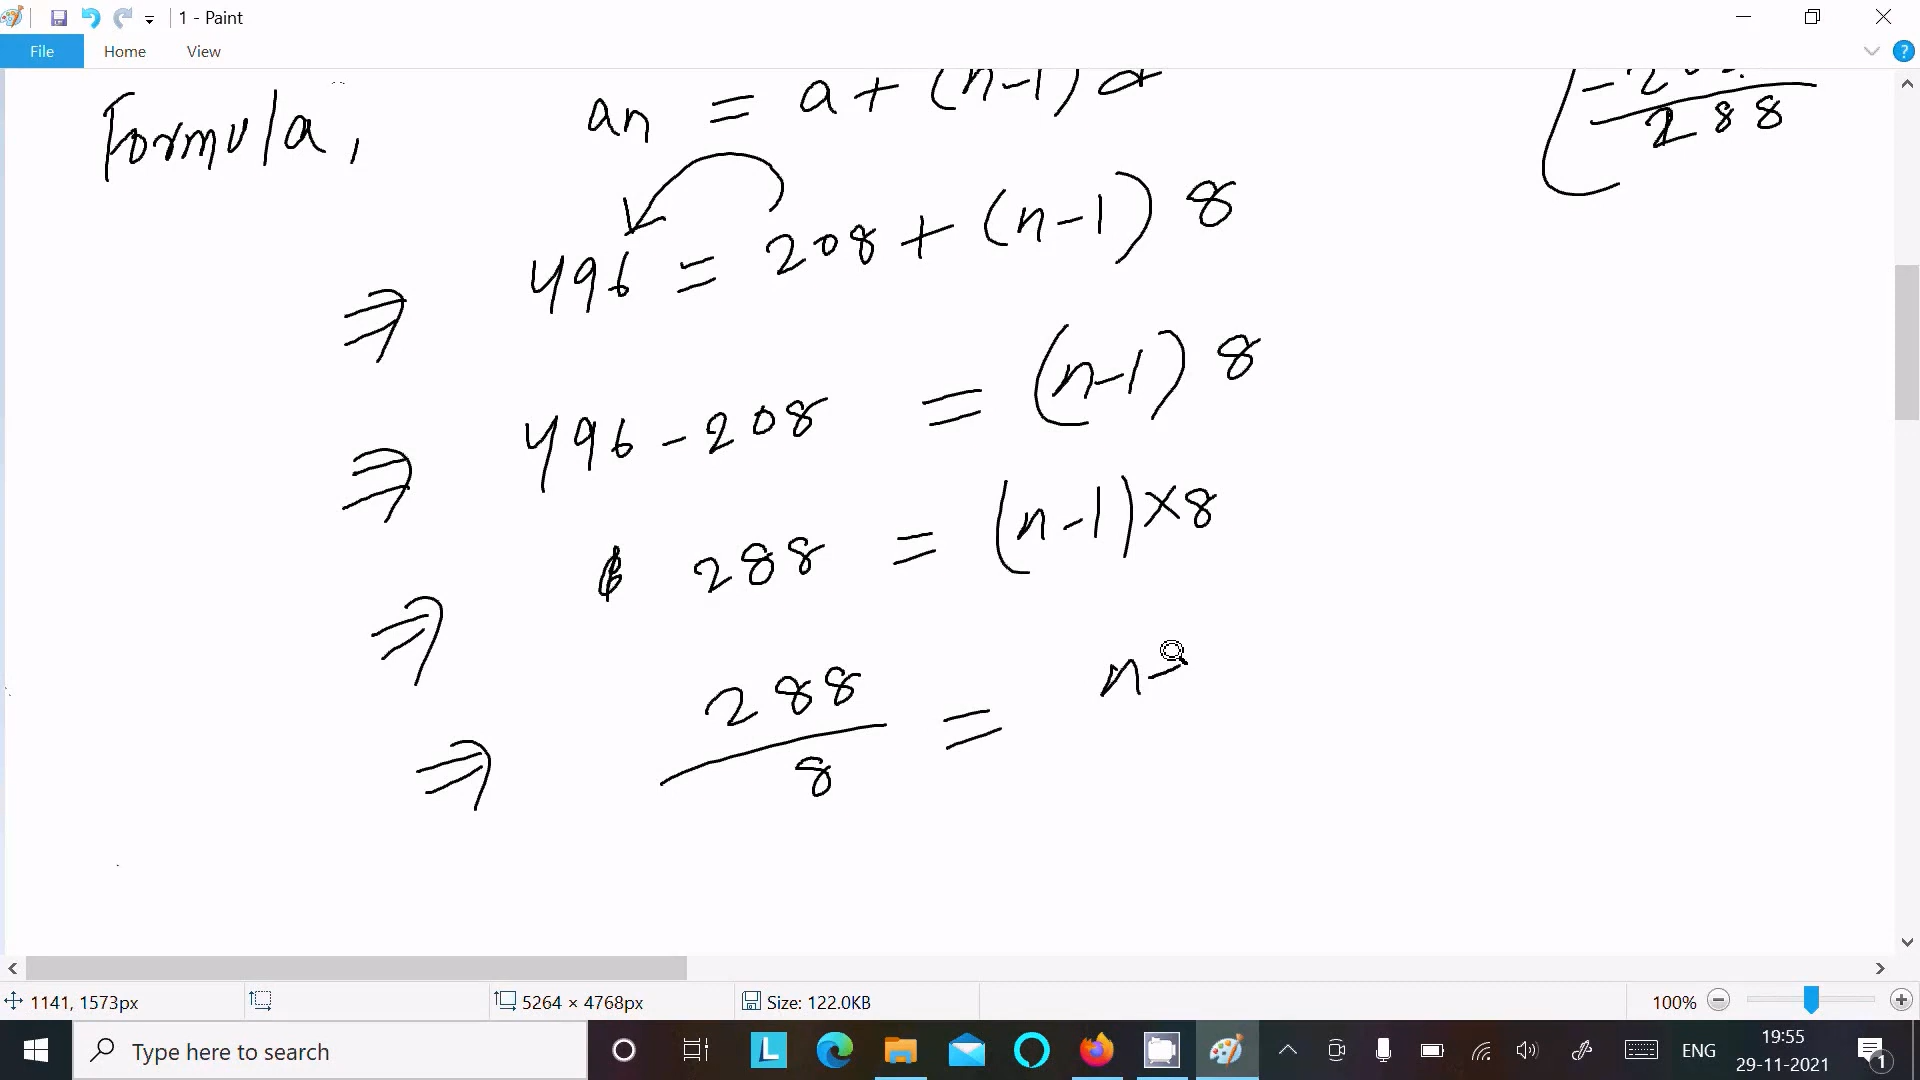 1 - Paint
File Home View
Formula, an = a + (n-1) d
288
⇒ 496 = 208 + (n-1) 8
⇒ 496 - 208 = (n-1) 8
⇒ 288 = (n-1) × 8
⇒ 288/8 = n-
1141, 1573px 5264 × 4768px Size: 122.0KB 100%
Type here to search ENG 19:55
29-11-2021 1